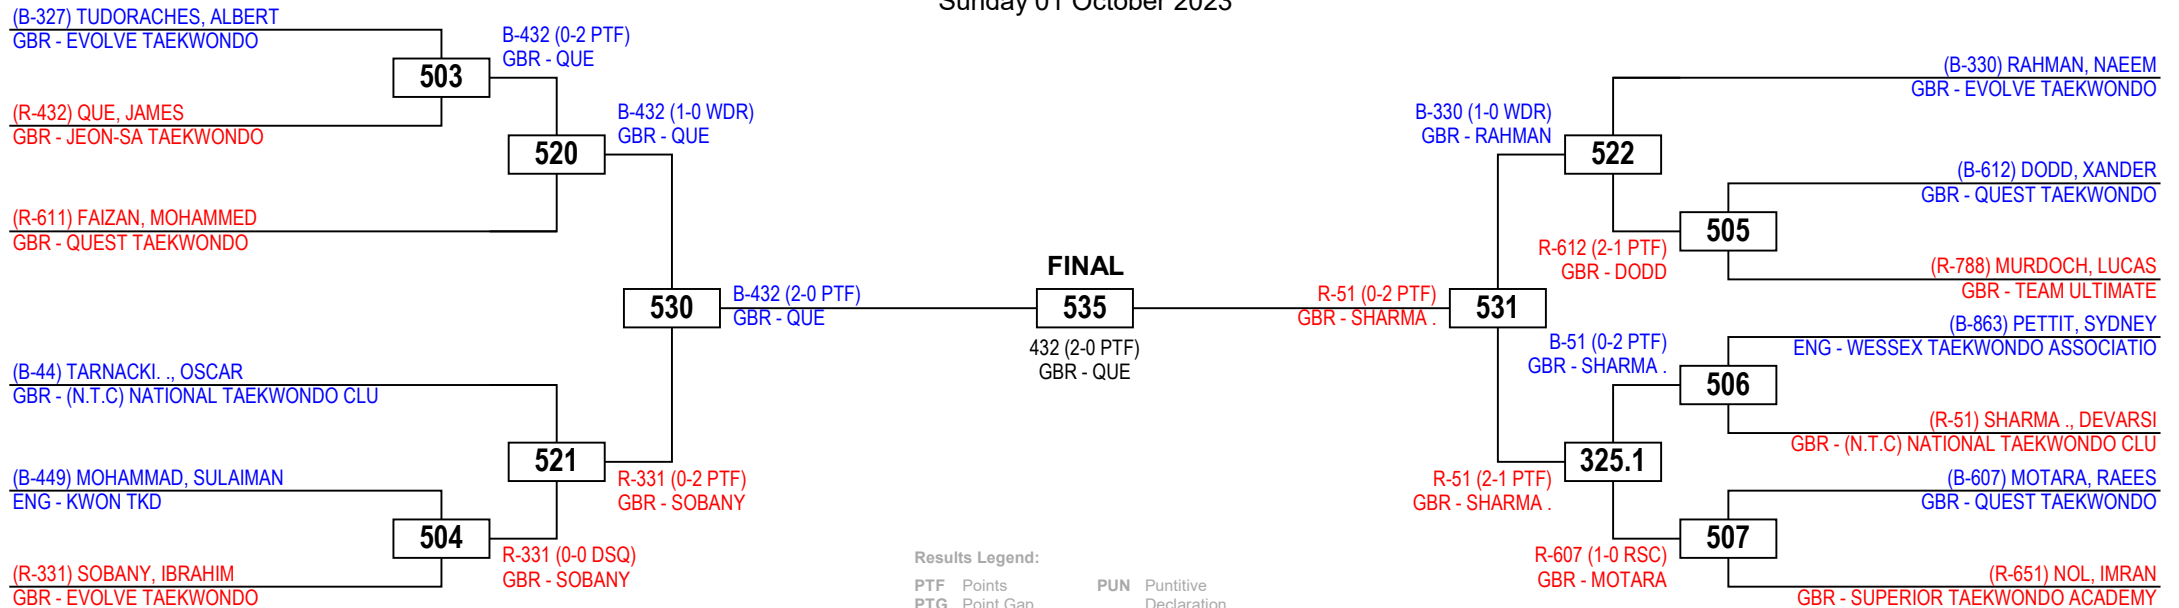 Sunday 01 October 2023
(B-327) TUDORACHES, ALBERT
GBR - EVOLVE TAEKWONDO
503
B-432 (0-2 PTF)
GBR - QUE
(R-432) QUE, JAMES
GBR - JEON-SA TAEKWONDO
520
B-432 (1-0 WDR)
GBR - QUE
(R-611) FAIZAN, MOHAMMED
GBR - QUEST TAEKWONDO
530
B-432 (2-0 PTF)
GBR - QUE
(B-44) TARNACKI. ., OSCAR
GBR - (N.T.C) NATIONAL TAEKWONDO CLU
521
R-331 (0-2 PTF)
GBR - SOBANY
(B-449) MOHAMMAD, SULAIMAN
ENG - KWON TKD
504
R-331 (0-0 DSQ)
GBR - SOBANY
(R-331) SOBANY, IBRAHIM
GBR - EVOLVE TAEKWONDO
FINAL
535
432 (2-0 PTF)
GBR - QUE
R-51 (0-2 PTF)
GBR - SHARMA .
531
B-330 (1-0 WDR)
GBR - RAHMAN
522
(B-330) RAHMAN, NAEEM
GBR - EVOLVE TAEKWONDO
(B-612) DODD, XANDER
GBR - QUEST TAEKWONDO
505
R-612 (2-1 PTF)
GBR - DODD
(R-788) MURDOCH, LUCAS
GBR - TEAM ULTIMATE
(B-863) PETTIT, SYDNEY
ENG - WESSEX TAEKWONDO ASSOCIATIO
B-51 (0-2 PTF)
GBR - SHARMA .
506
(R-51) SHARMA ., DEVARSI
GBR - (N.T.C) NATIONAL TAEKWONDO CLU
325.1
R-51 (2-1 PTF)
GBR - SHARMA .
(B-607) MOTARA, RAEES
GBR - QUEST TAEKWONDO
507
R-607 (1-0 RSC)
GBR - MOTARA
(R-651) NOL, IMRAN
GBR - SUPERIOR TAEKWONDO ACADEMY
Results Legend:
PTF Points PUN Puntitive
PTG Point Gap Declaration